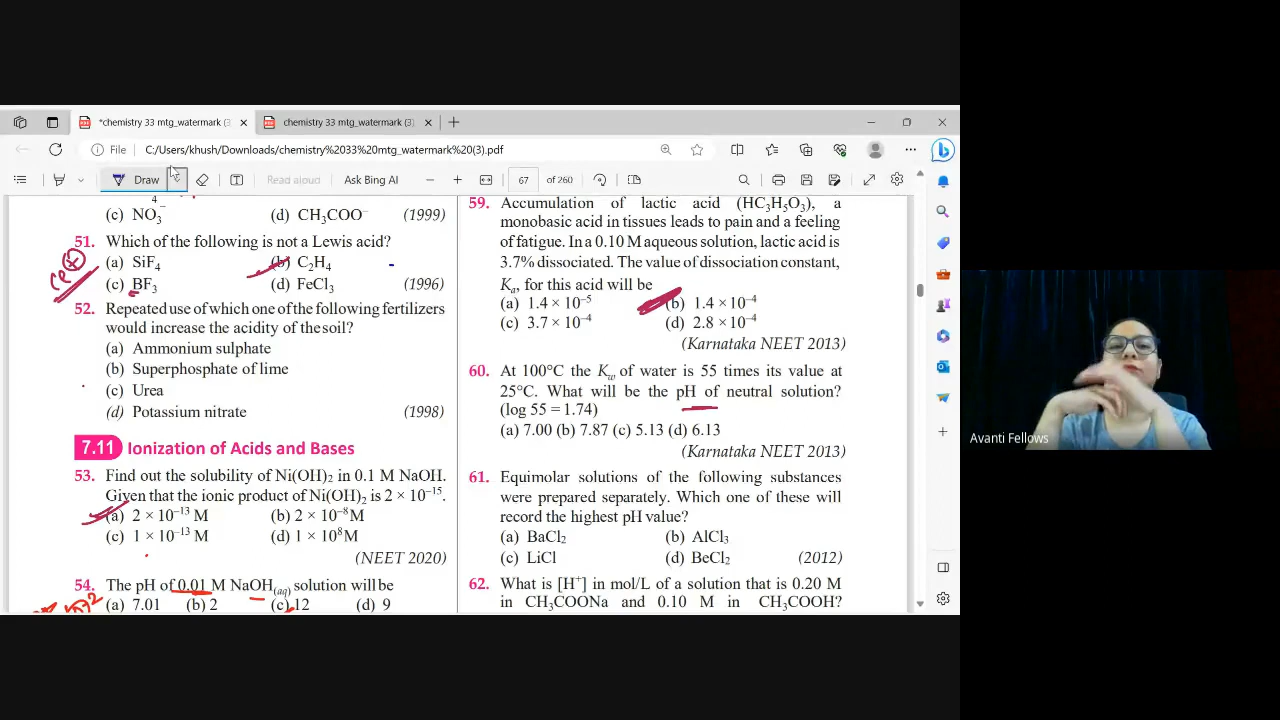 *chemistry 33 mtg_watermark (3
chemistry 33 mtg_watermark (3).
File
C:/Users/khush/Downloads/chemistry%2033%20mtg_watermark%20(3).pdf
Draw
Read aloud
Ask Bing AI
67
of 260
4
(c) NO₃⁻ (d) CH₃COO⁻ (1999)
51. Which of the following is not a Lewis acid?
(a) SiF₄ (b) C₂H₄
(c) BF₃ (d) FeCl₃ (1996)
52. Repeated use of which one of the following fertilizers
would increase the acidity of the soil?
(a) Ammonium sulphate
(b) Superphosphate of lime
(c) Urea
(d) Potassium nitrate (1998)
7.11 Ionization of Acids and Bases
53. Find out the solubility of Ni(OH)₂ in 0.1 M NaOH.
Given that the ionic product of Ni(OH)₂ is 2 × 10⁻¹⁵.
(a) 2 × 10⁻¹³ M (b) 2 × 10⁻⁸ M
(c) 1 × 10⁻¹³ M (d) 1 × 10⁸ M
(NEET 2020)
54. The pH of 0.01 M NaOH(aq) solution will be
(a) 7.01 (b) 2 (c) 12 (d) 9
59. Accumulation of lactic acid (HC₃H₅O₃), a
monobasic acid in tissues leads to pain and a feeling
of fatigue. In a 0.10 M aqueous solution, lactic acid is
3.7% dissociated. The value of dissociation constant,
Kₐ, for this acid will be
(a) 1.4 × 10⁻⁵ (b) 1.4 × 10⁻⁴
(c) 3.7 × 10⁻⁴ (d) 2.8 × 10⁻⁴
(Karnataka NEET 2013)
60. At 100°C the Kw of water is 55 times its value at
25°C. What will be the pH of neutral solution?
(log 55 = 1.74)
(a) 7.00 (b) 7.87 (c) 5.13 (d) 6.13
(Karnataka NEET 2013)
61. Equimolar solutions of the following substances
were prepared separately. Which one of these will
record the highest pH value?
(a) BaCl₂ (b) AlCl₃
(c) LiCl (d) BeCl₂ (2012)
62. What is [H⁺] in mol/L of a solution that is 0.20 M
in CH₃COONa and 0.10 M in CH₃COOH?
Avanti Fellows